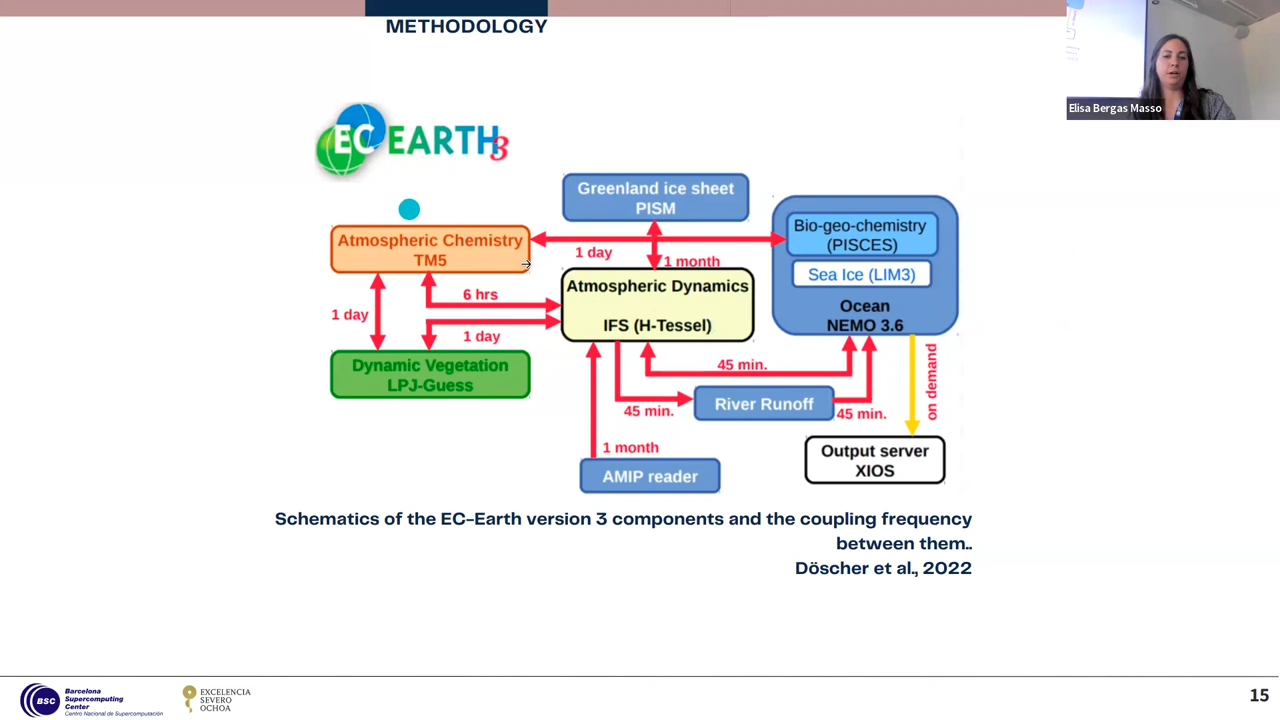 METHODOLOGY
Elisa Bergas Masso
EC EARTH 3
Greenland ice sheet
PISM
Atmospheric Chemistry
TM5
Bio-geo-chemistry
(PISCES)
1 day
1 month
Sea Ice (LIM3)
Atmospheric Dynamics
IFS (H-Tessel)
Ocean
NEMO 3.6
6 hrs
1 day
1 day
Dynamic Vegetation
LPJ-Guess
45 min.
on demand
River Runoff
45 min.
45 min.
1 month
AMIP reader
Output server
XIOS
Schematics of the EC-Earth version 3 components and the coupling frequency
between them..
Döscher et al., 2022
BSC
Barcelona
Supercomputing
Center
Centro Nacional de Supercomputación
EXCELENCIA
SEVERO
OCHOA
15